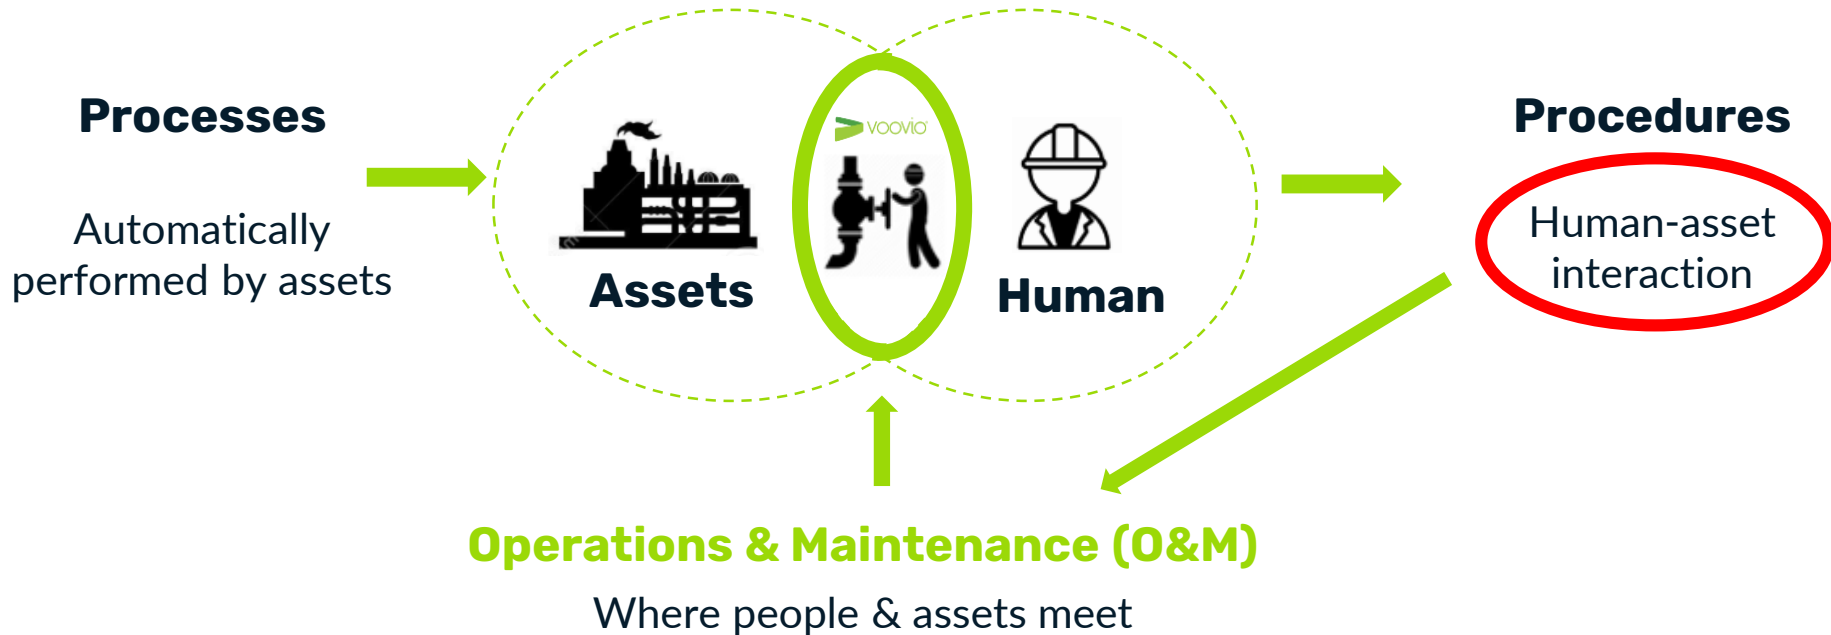 Processes
Automatically
performed by assets
voovio
Assets
Human
Procedures
Human-asset
interaction
Operations & Maintenance (O&M)
Where people & assets meet